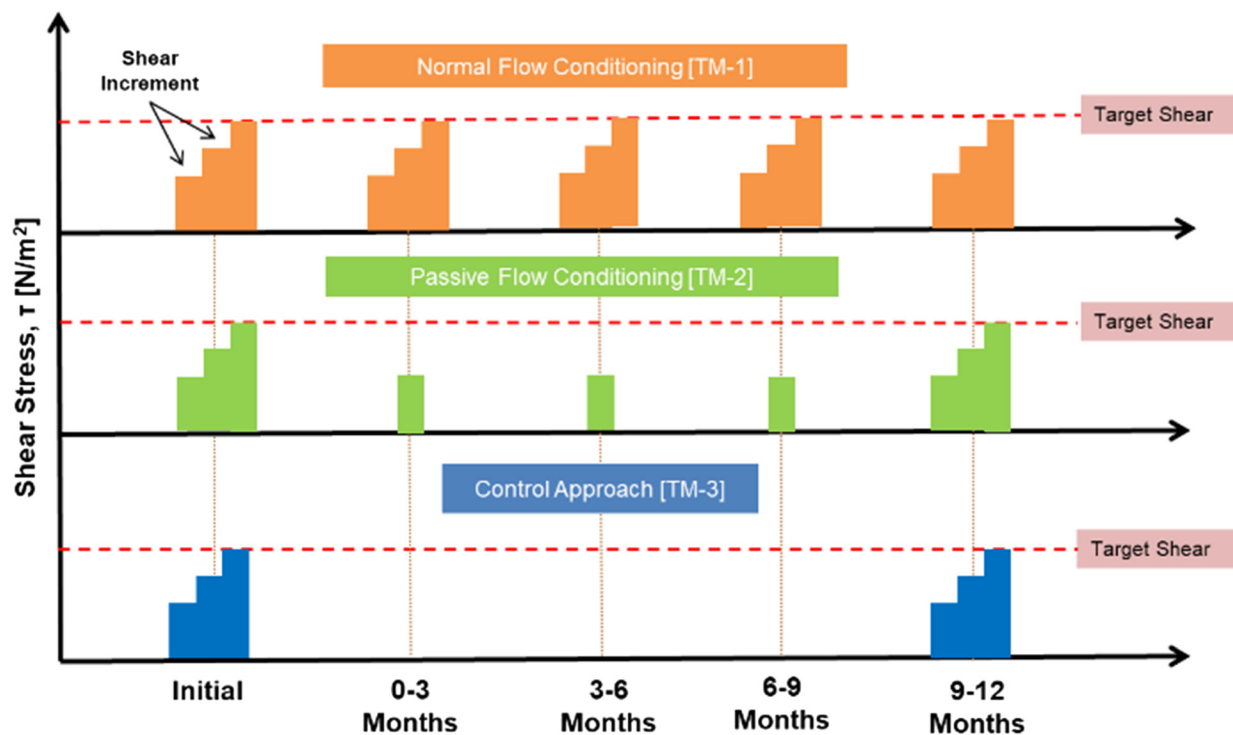 Shear
Increment
Normal Flow Conditioning [TM-1]
Target Shear
Passive Flow Conditioning [TM-2]
Target Shear
Control Approach [TM-3]
Target Shear
Shear Stress, τ [N/m²]
Initial
0-3
Months
3-6
Months
6-9
Months
9-12
Months